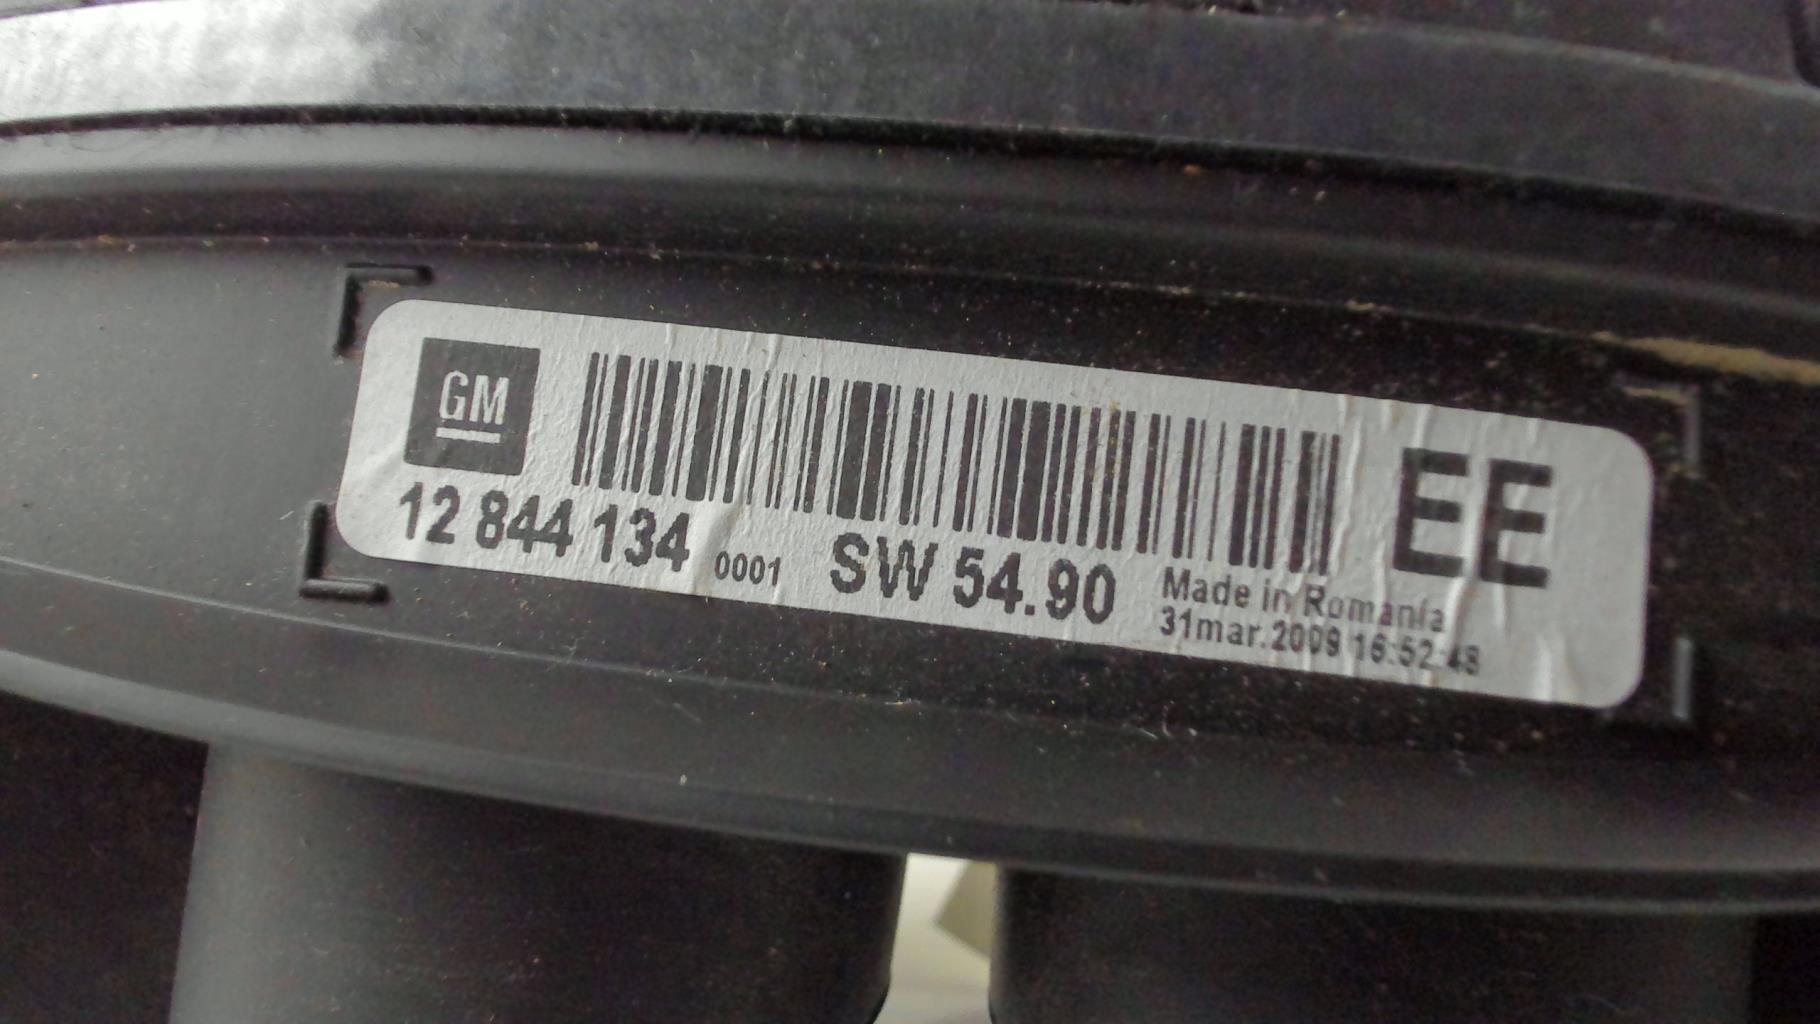 GM
EE
12 844 134 0001 SW 54.90
Made in Romania
31mar.2009 16:52:48